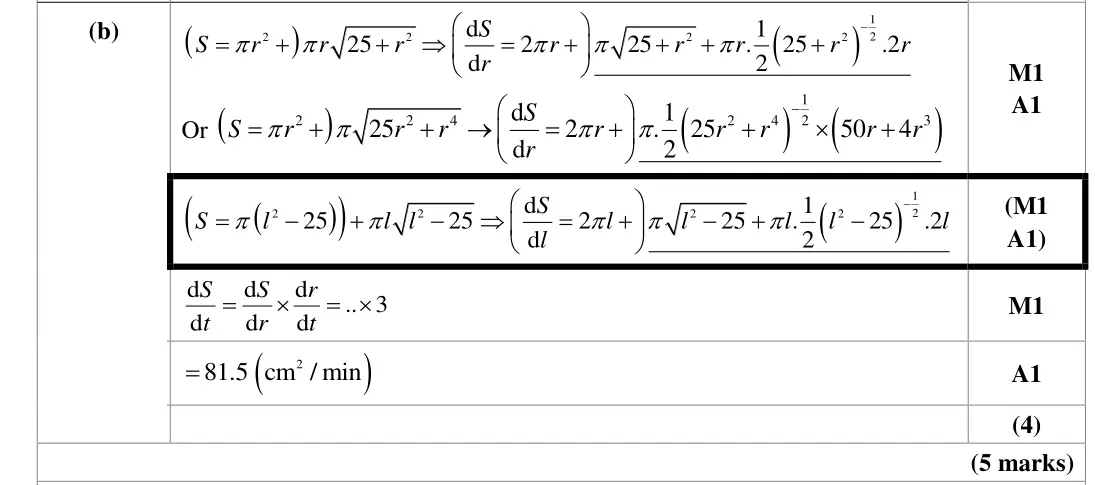 (b)
(S = πr² +) πr√(25 + r²) ⇒ (dS/dr = 2πr +) π√(25 + r²) + πr.1/2(25 + r²)^(-1/2).2r
M1
A1
Or (S = πr² +) π√(25r² + r⁴) → (dS/dr = 2πr +) π.1/2(25r² + r⁴)^(-1/2) × (50r + 4r³)
(S = π(l² − 25)) + πl√(l² − 25) ⇒ (dS/dl = 2πl +) π√(l² − 25) + πl.1/2(l² − 25)^(-1/2).2l
(M1
A1)
dS/dt = dS/dr × dr/dt = .. × 3
M1
= 81.5 (cm² / min)
A1
(4)
(5 marks)